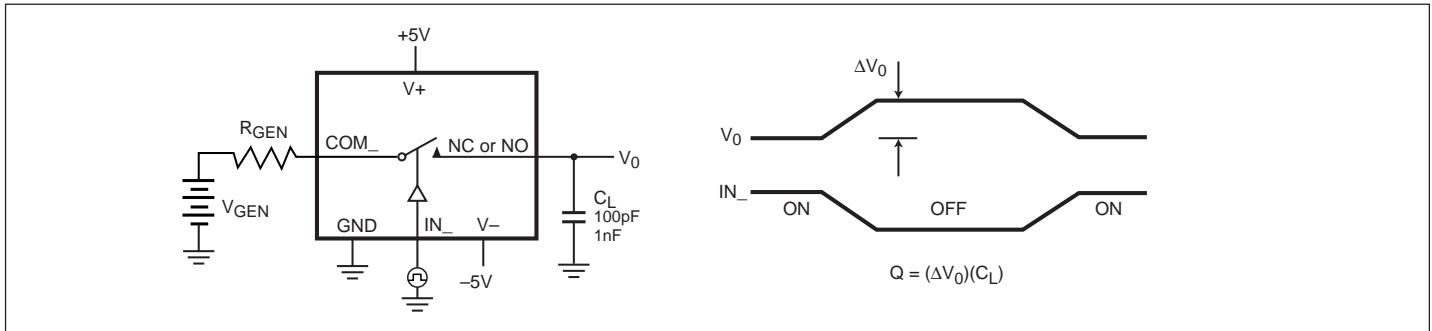 +5V
V+
RGEN
COM_
NC or NO
V0
VGEN
CL
100pF
1nF
GND
IN_
V–
–5V
ΔV0
V0
IN_
ON
OFF
ON
Q = (ΔV0)(CL)